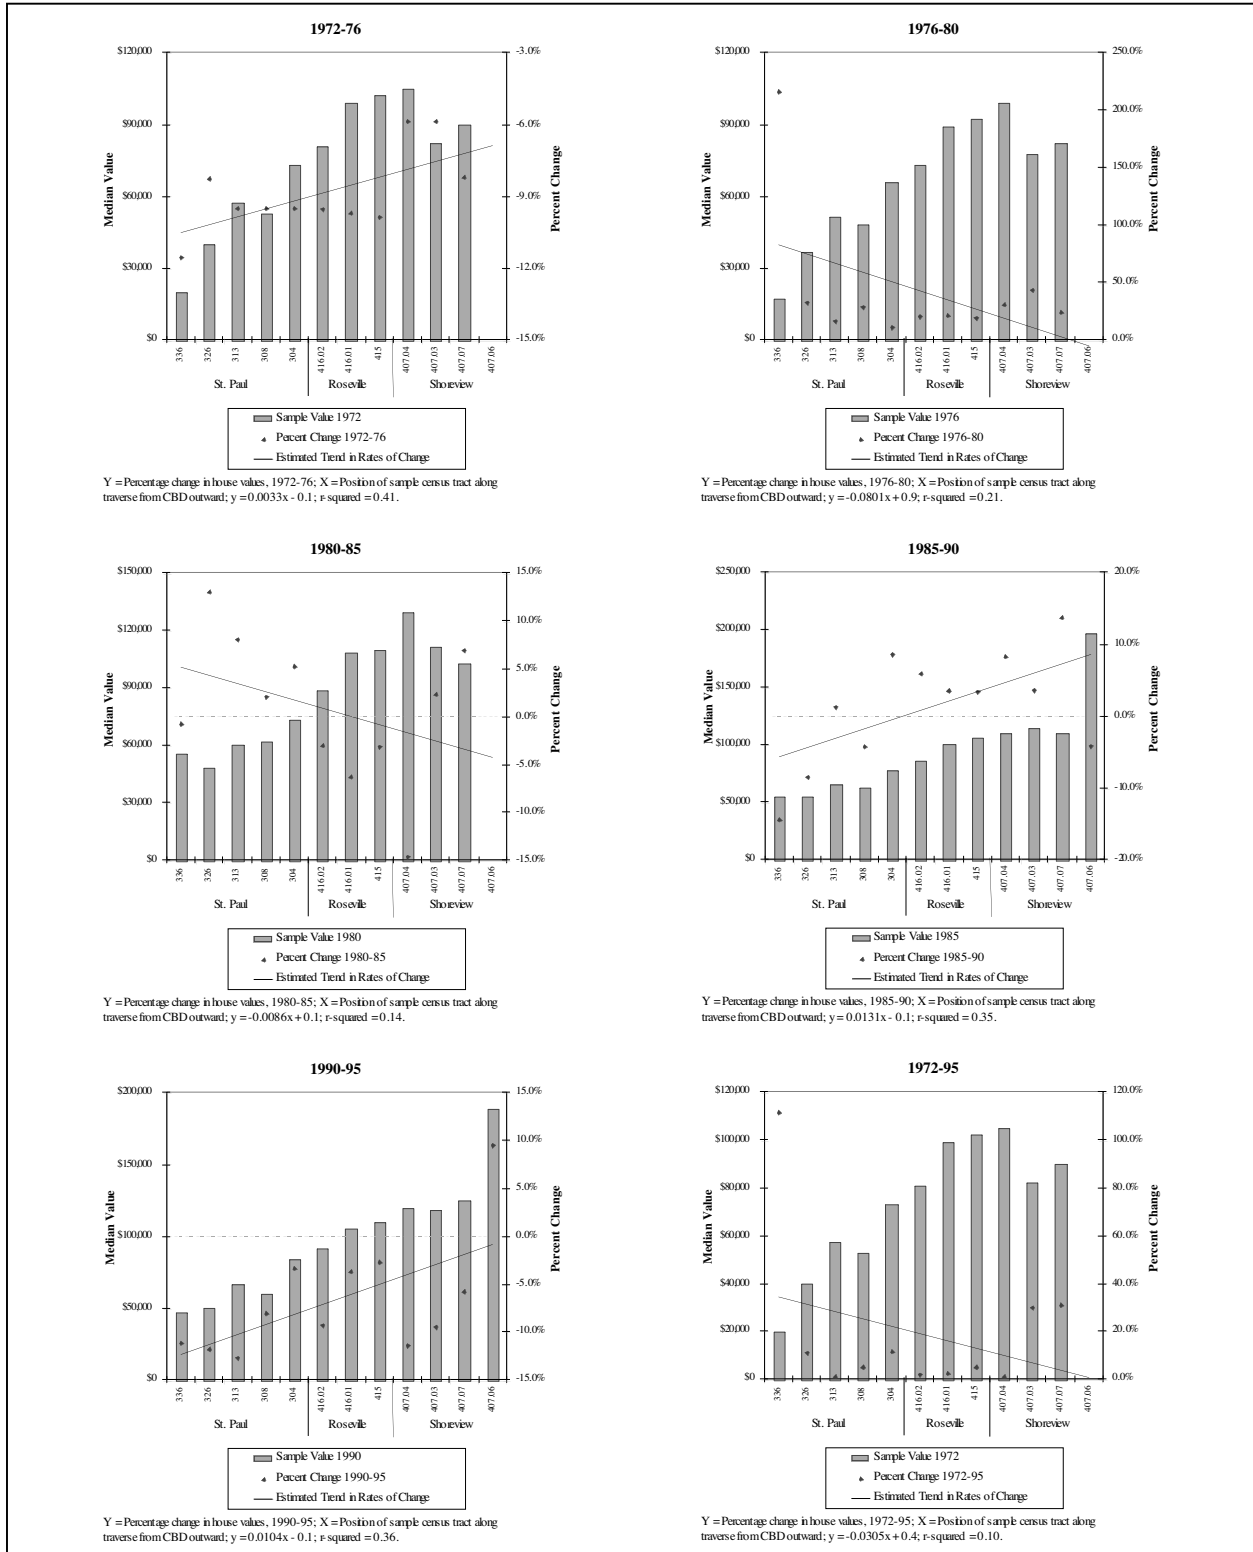 1972-76
$120,000
$90,000
$60,000
$30,000
$0
Median Value
-3.0%
-6.0%
-9.0%
-12.0%
-15.0%
Percent Change
336 326 313 308 304 416.02 416.01 415 407.04 407.03 407.07 407.06
St. Paul Roseville Shoreview
Sample Value 1972
Percent Change 1972-76
Estimated Trend in Rates of Change
Y = Percentage change in house values, 1972-76; X = Position of sample census tract along
traverse from CBD outward; y = 0.0033x - 0.1; r-squared = 0.41.
1976-80
$120,000
$90,000
$60,000
$30,000
$0
Median Value
250.0%
200.0%
150.0%
100.0%
50.0%
0.0%
Percent Change
336 326 313 308 304 416.02 416.01 415 407.04 407.03 407.07 407.06
St. Paul Roseville Shoreview
Sample Value 1976
Percent Change 1976-80
Estimated Trend in Rates of Change
Y = Percentage change in house values, 1976-80; X = Position of sample census tract along
traverse from CBD outward; y = -0.0801x + 0.9; r-squared = 0.21.
1980-85
$150,000
$120,000
$90,000
$60,000
$30,000
$0
Median Value
15.0%
10.0%
5.0%
0.0%
-5.0%
-10.0%
-15.0%
Percent Change
336 326 313 308 304 416.02 416.01 415 407.04 407.03 407.07 407.06
St. Paul Roseville Shoreview
Sample Value 1980
Percent Change 1980-85
Estimated Trend in Rates of Change
Y = Percentage change in house values, 1980-85; X = Position of sample census tract along
traverse from CBD outward; y = -0.0086x + 0.1; r-squared = 0.14.
1985-90
$250,000
$200,000
$150,000
$100,000
$50,000
$0
Median Value
20.0%
10.0%
0.0%
-10.0%
-20.0%
Percent Change
336 326 313 308 304 416.02 416.01 415 407.04 407.03 407.07 407.06
St. Paul Roseville Shoreview
Sample Value 1985
Percent Change 1985-90
Estimated Trend in Rates of Change
Y = Percentage change in house values, 1985-90; X = Position of sample census tract along
traverse from CBD outward; y = 0.0131x - 0.1; r-squared = 0.35.
1990-95
$200,000
$150,000
$100,000
$50,000
$0
Median Value
15.0%
10.0%
5.0%
0.0%
-5.0%
-10.0%
-15.0%
Percent Change
336 326 313 308 304 416.02 416.01 415 407.04 407.03 407.07 407.06
St. Paul Roseville Shoreview
Sample Value 1990
Percent Change 1990-95
Estimated Trend in Rates of Change
Y = Percentage change in house values, 1990-95; X = Position of sample census tract along
traverse from CBD outward; y = 0.0104x - 0.1; r-squared = 0.36.
1972-95
$120,000
$100,000
$80,000
$60,000
$40,000
$20,000
$0
Median Value
120.0%
100.0%
80.0%
60.0%
40.0%
20.0%
0.0%
Percent Change
336 326 313 308 304 416.02 416.01 415 407.04 407.03 407.07 407.06
St. Paul Roseville Shoreview
Sample Value 1972
Percent Change 1972-95
Estimated Trend in Rates of Change
Y = Percentage change in house values, 1972-95; X = Position of sample census tract along
traverse from CBD outward; y = -0.0305x + 0.4; r-squared = 0.10.